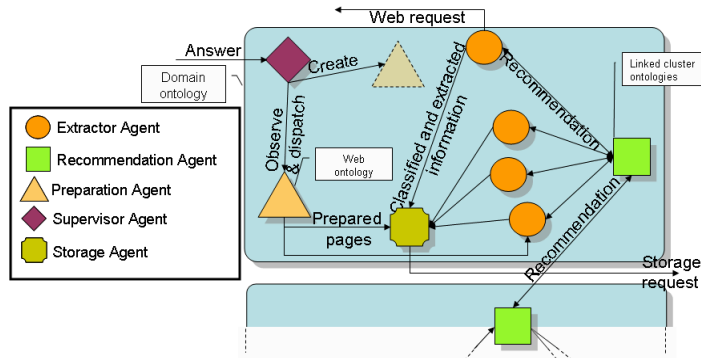 Web request
Answer
Create
Domain
ontology
Linked cluster
ontologies
Observe
& dispatch
Web
ontology
Classified and extracted
information
Recommendation
Prepared
pages
Recommendation
Storage
request
Extractor Agent
Recommendation Agent
Preparation Agent
Supervisor Agent
Storage Agent